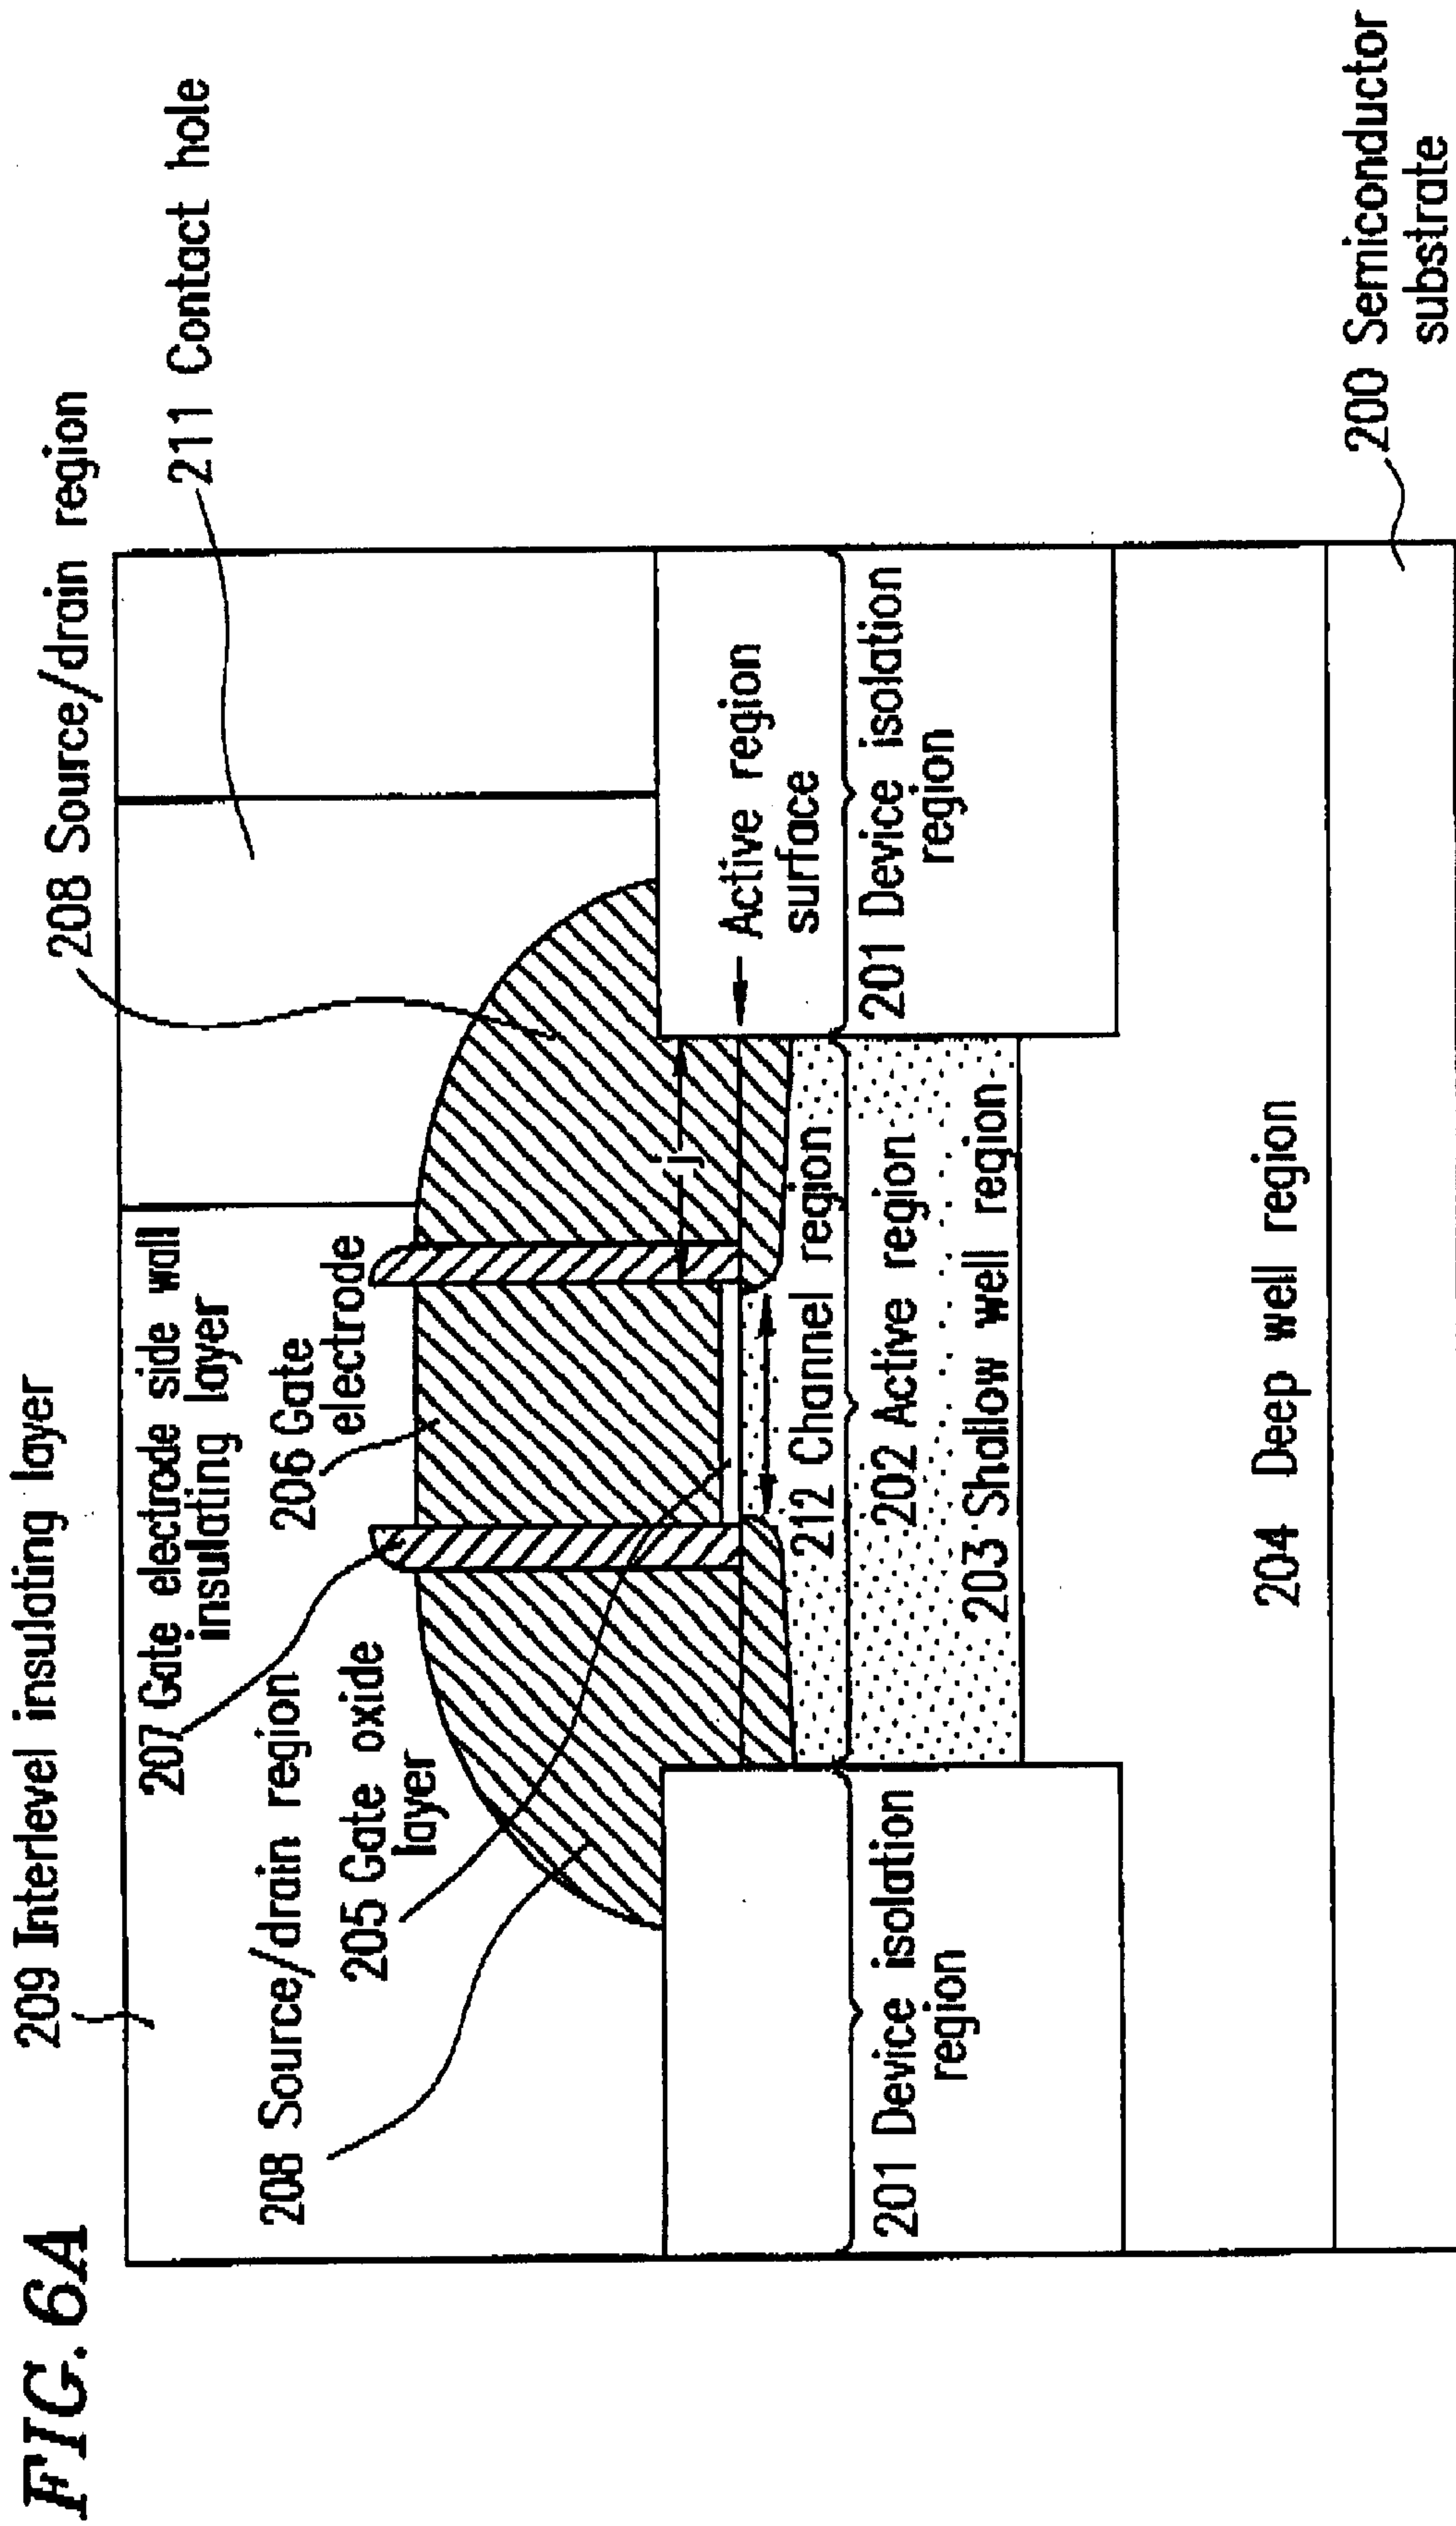 FIG. 6A
209 Interlevel insulating layer
208 Source/drain region
211 Contact hole
207 Gate electrode side wall
insulating layer
206 Gate
electrode
208 Source/drain region
205 Gate oxide
layer
j
Active region
surface
212 Channel region
202 Active region
201 Device isolation
region
201 Device isolation
region
203 Shallow well region
204 Deep well region
200 Semiconductor
substrate